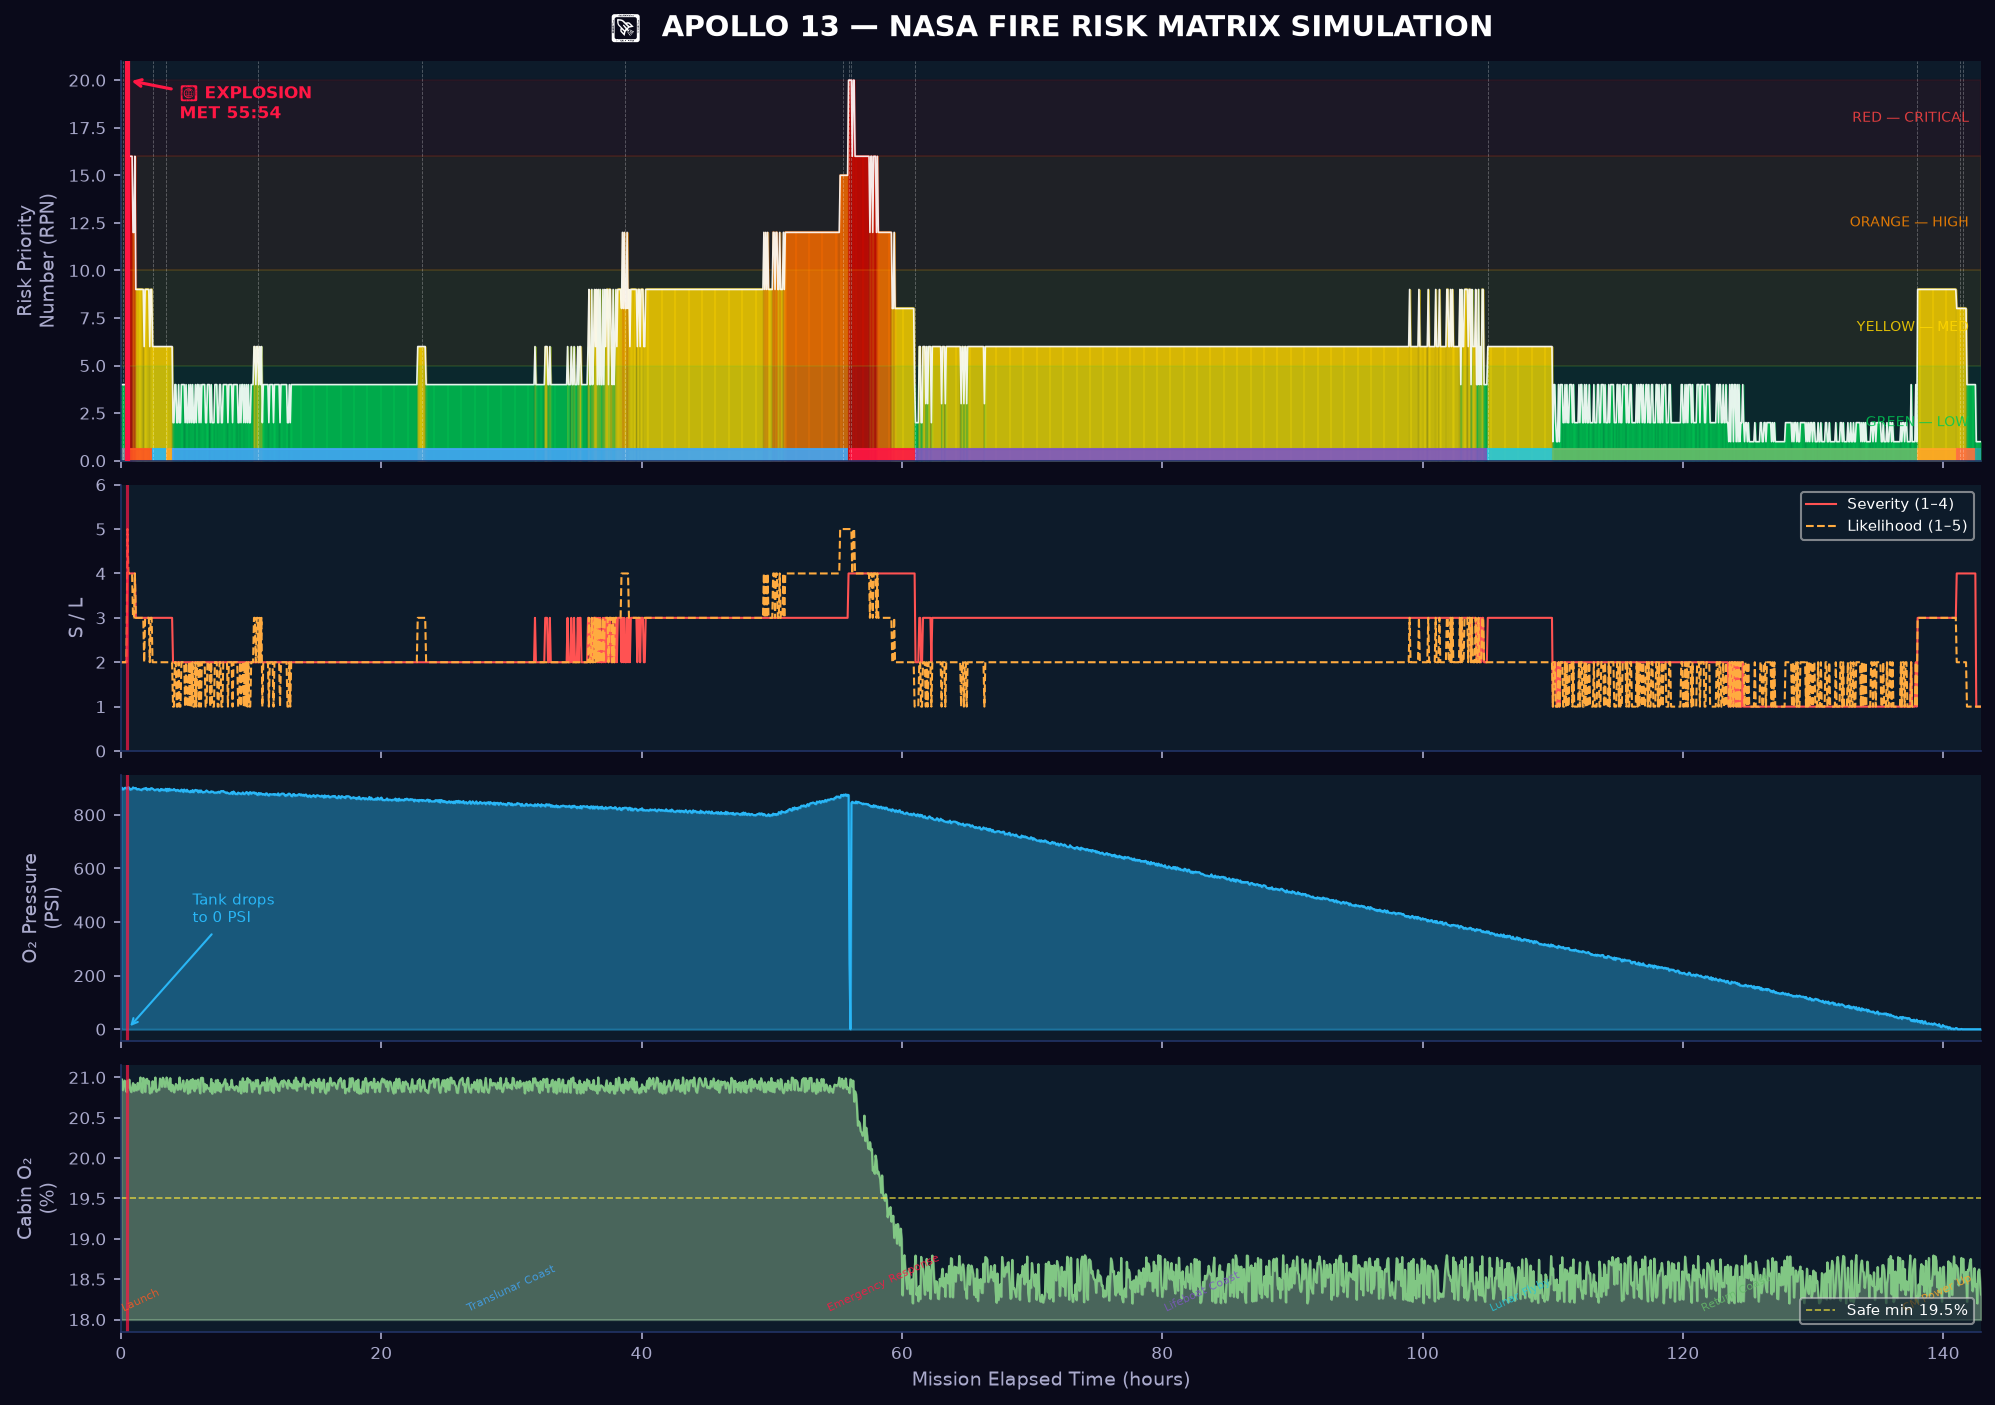 APOLLO 13 — NASA FIRE RISK MATRIX SIMULATION
Risk Priority
Number (RPN)
20.0
17.5
15.0
12.5
10.0
7.5
5.0
2.5
0.0
EXPLOSION
MET 55:54
RED — CRITICAL
ORANGE — HIGH
YELLOW — MED
GREEN — LOW
S / L
6
5
4
3
2
1
0
Severity (1–4)
Likelihood (1–5)
O₂ Pressure
(PSI)
800
600
400
200
0
Tank drops
to 0 PSI
Cabin O₂
(%)
21.0
20.5
20.0
19.5
19.0
18.5
18.0
Launch
Translunar Coast
Emergency Response
Coast
Safe min 19.5%
0
20
40
60
80
100
120
140
Mission Elapsed Time (hours)